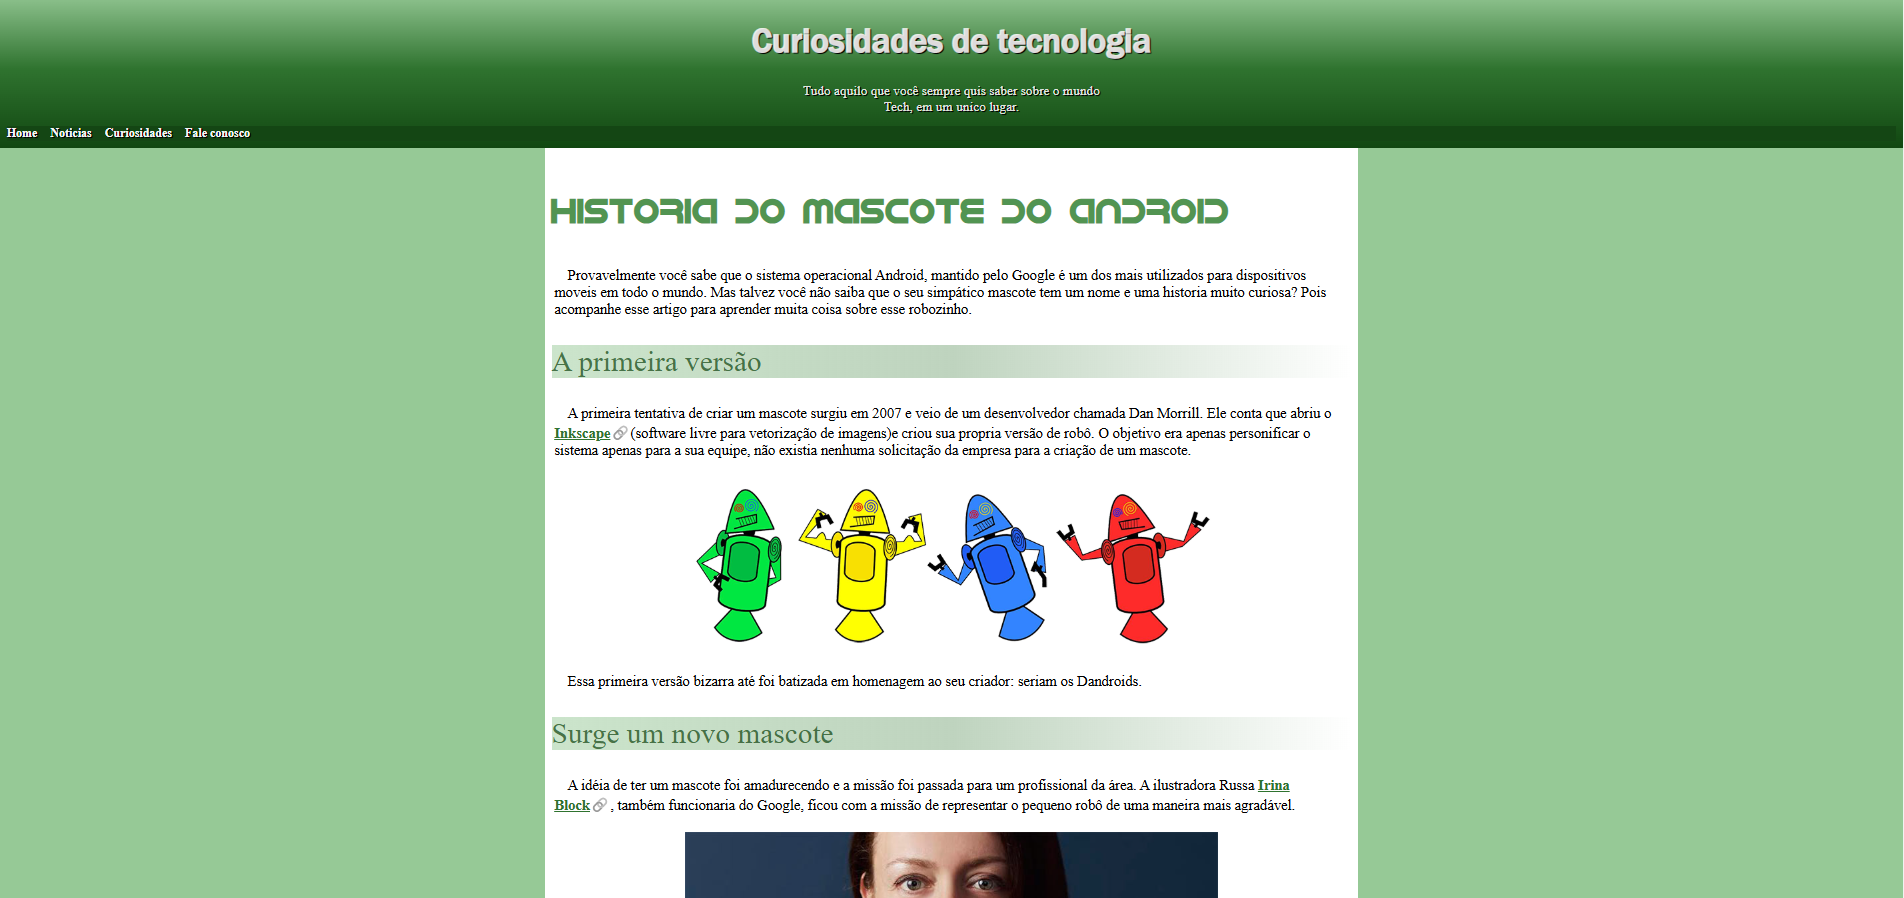 Curiosidades de tecnologia
Tudo aquilo que você sempre quis saber sobre o mundo
Tech, em um unico lugar.
Home Noticias Curiosidades Fale conosco
HISTORIA DO MASCOTE DO ANDROID
Provavelmente você sabe que o sistema operacional Android, mantido pelo Google é um dos mais utilizados para dispositivos
moveis em todo o mundo. Mas talvez você não saiba que o seu simpático mascote tem um nome e uma historia muito curiosa? Pois
acompanhe esse artigo para aprender muita coisa sobre esse robozinho.
A primeira versão
A primeira tentativa de criar um mascote surgiu em 2007 e veio de um desenvolvedor chamada Dan Morrill. Ele conta que abriu o
Inkscape (software livre para vetorização de imagens)e criou sua propria versão de robô. O objetivo era apenas personificar o
sistema apenas para a sua equipe, não existia nenhuma solicitação da empresa para a criação de um mascote.
Essa primeira versão bizarra até foi batizada em homenagem ao seu criador: seriam os Dandroids.
Surge um novo mascote
A idéia de ter um mascote foi amadurecendo e a missão foi passada para um profissional da área. A ilustradora Russa Irina
Block , também funcionaria do Google, ficou com a missão de representar o pequeno robô de uma maneira mais agradável.